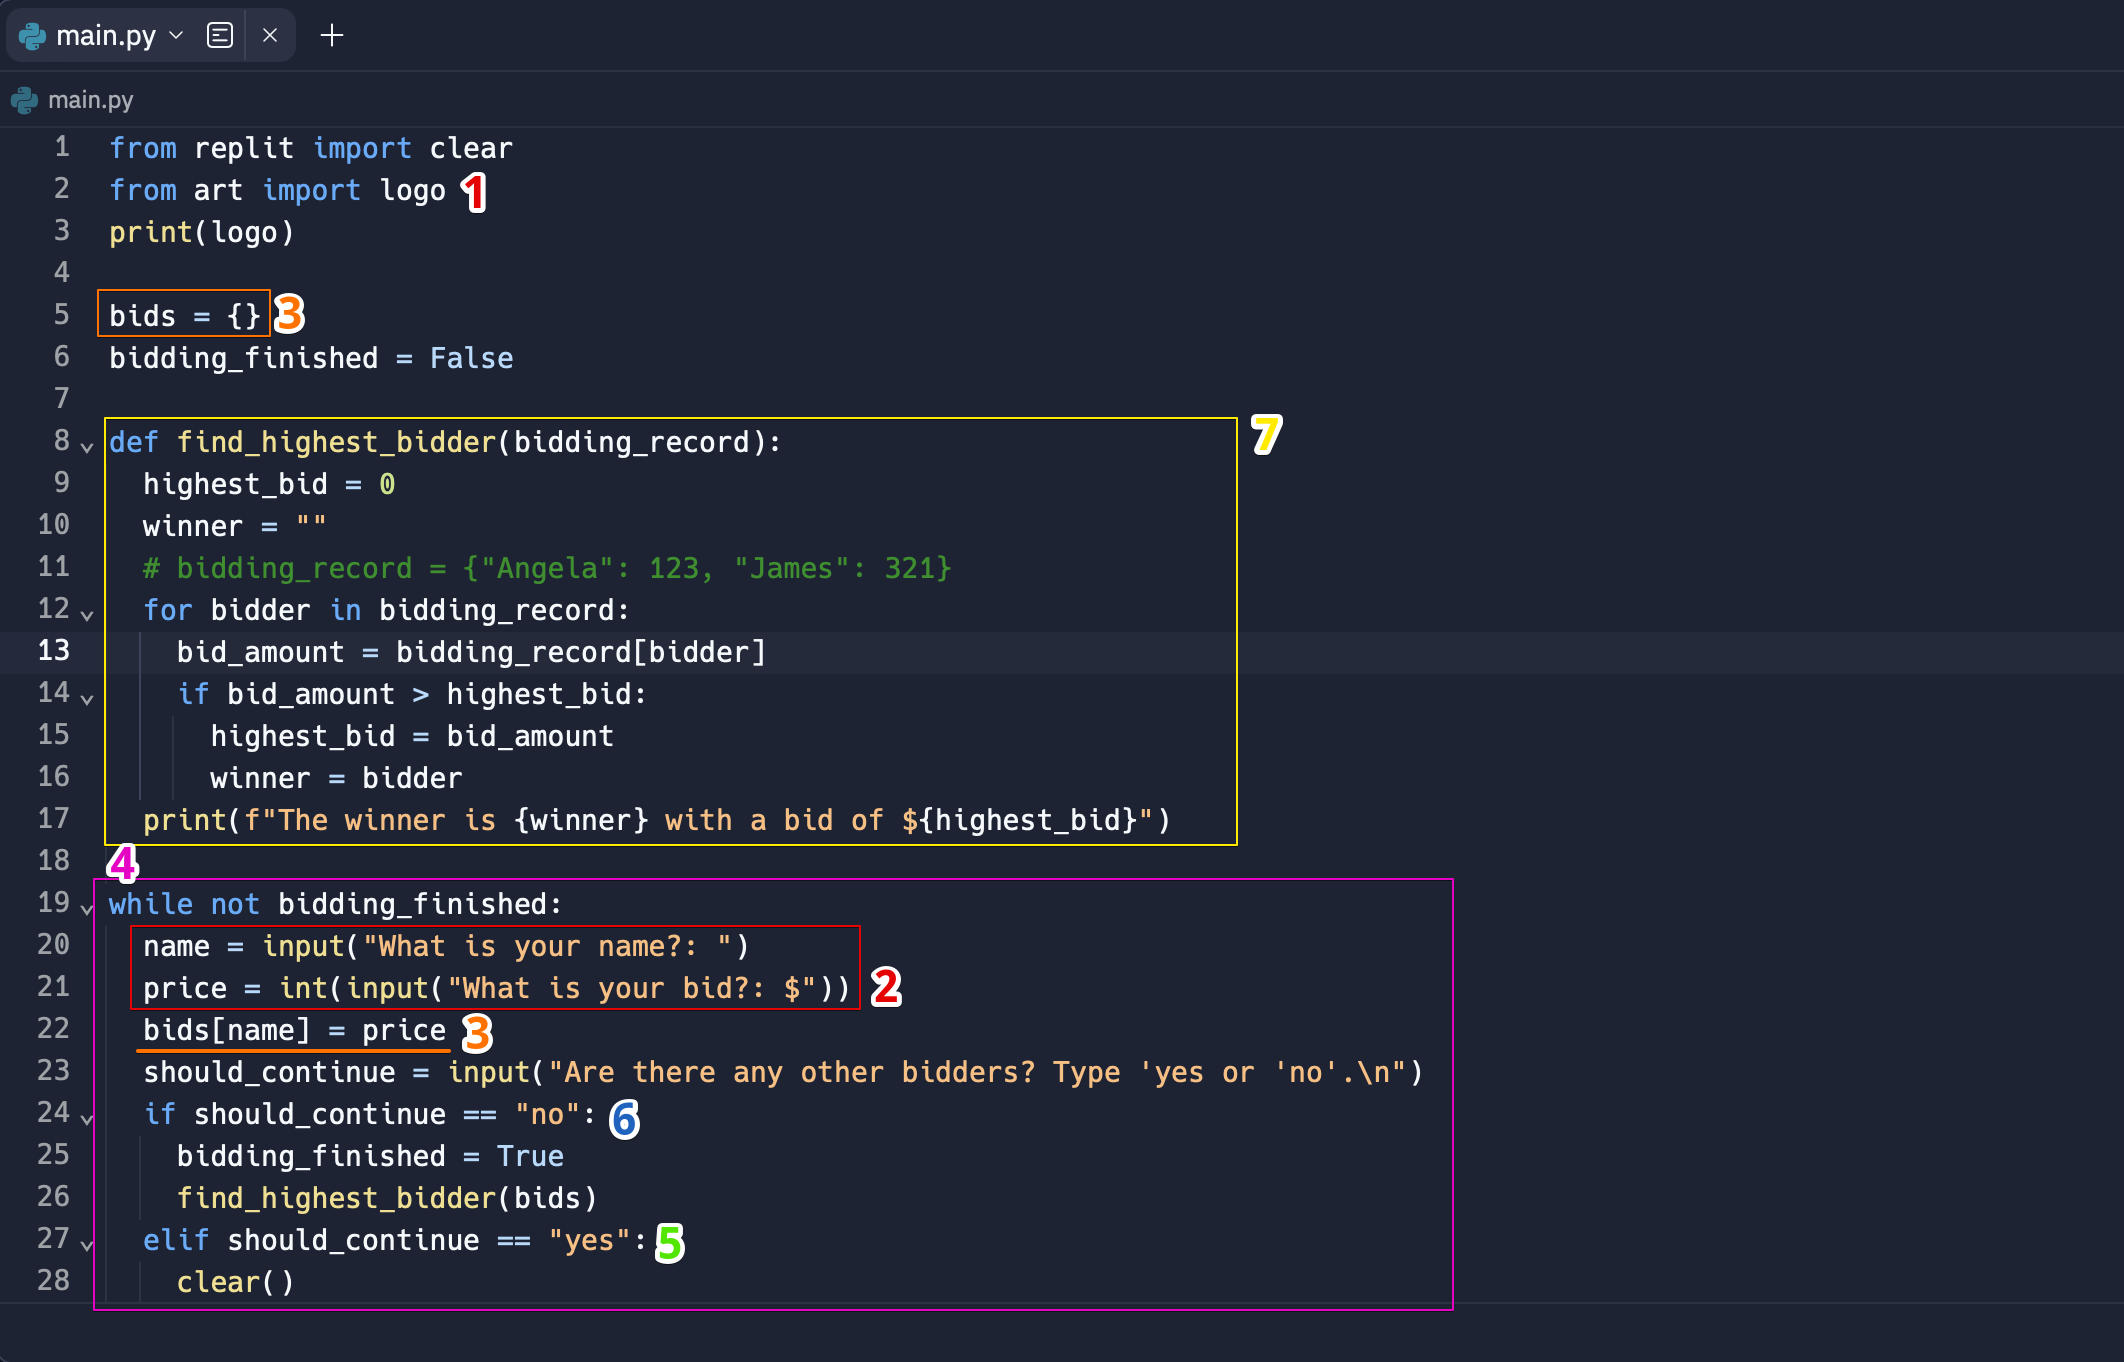 main.py
main.py
1 from replit import clear
2 from art import logo 1
3 print(logo)
4
5 bids = {} 3
6 bidding_finished = False
7
8 def find_highest_bidder(bidding_record): 7
9   highest_bid = 0
10   winner = ""
11   # bidding_record = {"Angela": 123, "James": 321}
12   for bidder in bidding_record:
13     bid_amount = bidding_record[bidder]
14     if bid_amount > highest_bid:
15       highest_bid = bid_amount
16       winner = bidder
17   print(f"The winner is {winner} with a bid of ${highest_bid}")
18 4
19 while not bidding_finished:
20   name = input("What is your name?: ")
21   price = int(input("What is your bid?: $")) 2
22   bids[name] = price 3
23   should_continue = input("Are there any other bidders? Type 'yes or 'no'.\n")
24   if should_continue == "no": 6
25     bidding_finished = True
26     find_highest_bidder(bids)
27   elif should_continue == "yes": 5
28     clear()